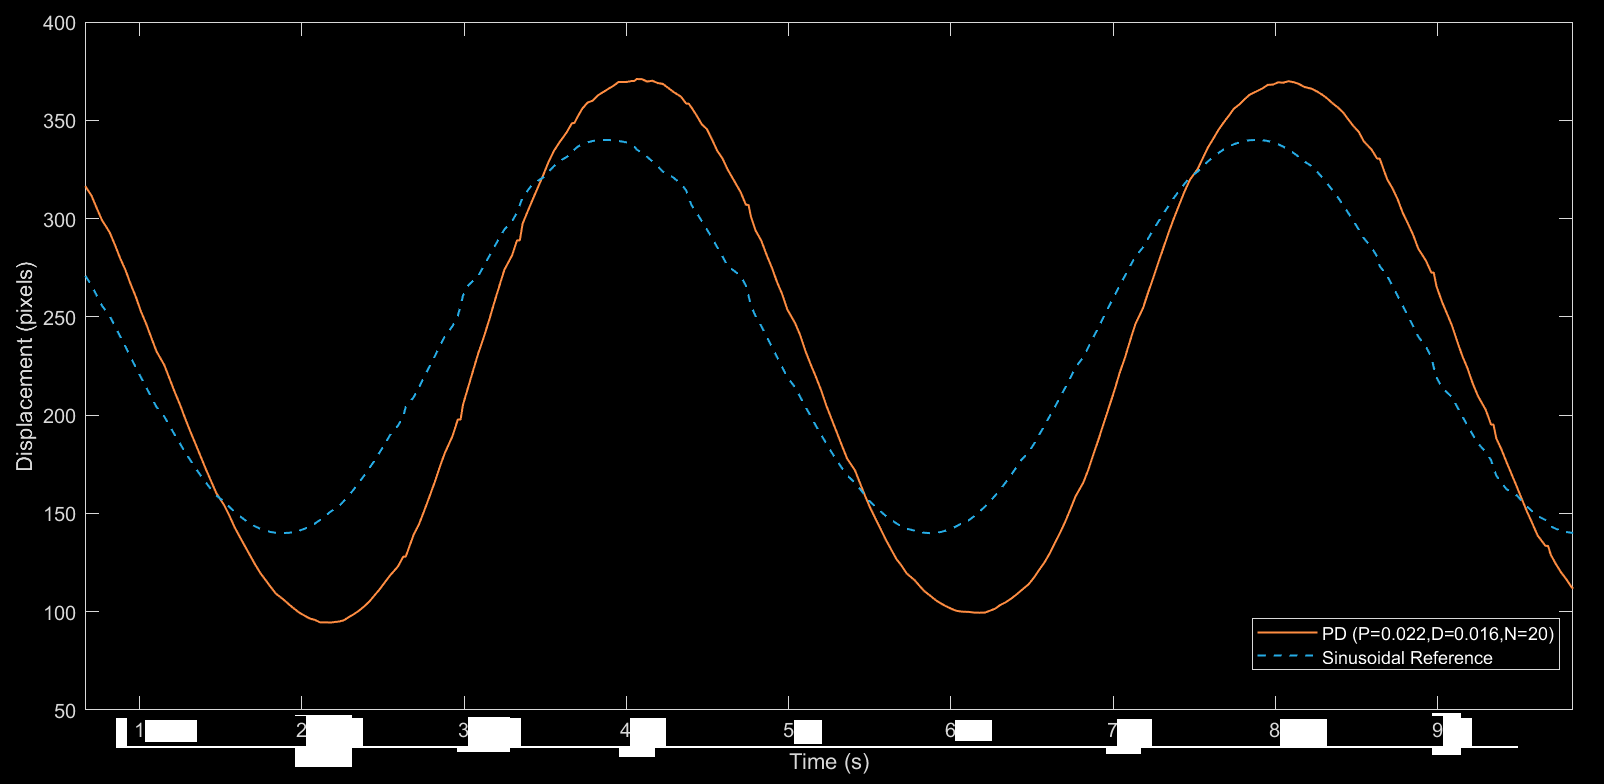 400
350
300
250
200
150
100
50
Displacement (pixels)
PD (P=0.022,D=0.016,N=20)
Sinusoidal Reference
1 2 3 4 5 6 7 8 9
Time (s)